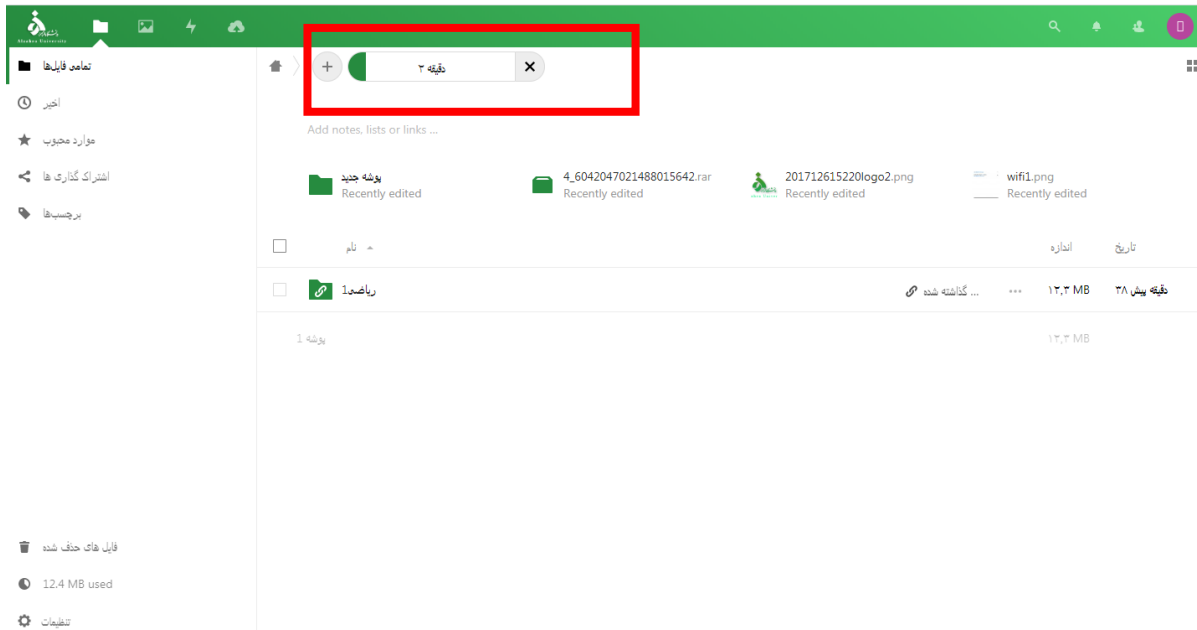 Shahed University
تمامی فایل‌ها
اخیر
موارد محبوب
اشتراک گذاری ها
برچسب‌ها
دقیقه ۲
Add notes, lists or links ...
پوشه جدید
Recently edited
4_6042047021488015642.rar
Recently edited
201712615220logo2.png
Recently edited
wifi1.png
Recently edited
نام
اندازه
تاریخ
ریاضی1
گذاشته شده ...
۱۲٫۳ MB
۳۸ دقیقه پیش
1 پوشه
۱۲٫۳ MB
فایل های حذف شده
12.4 MB used
تنظیمات